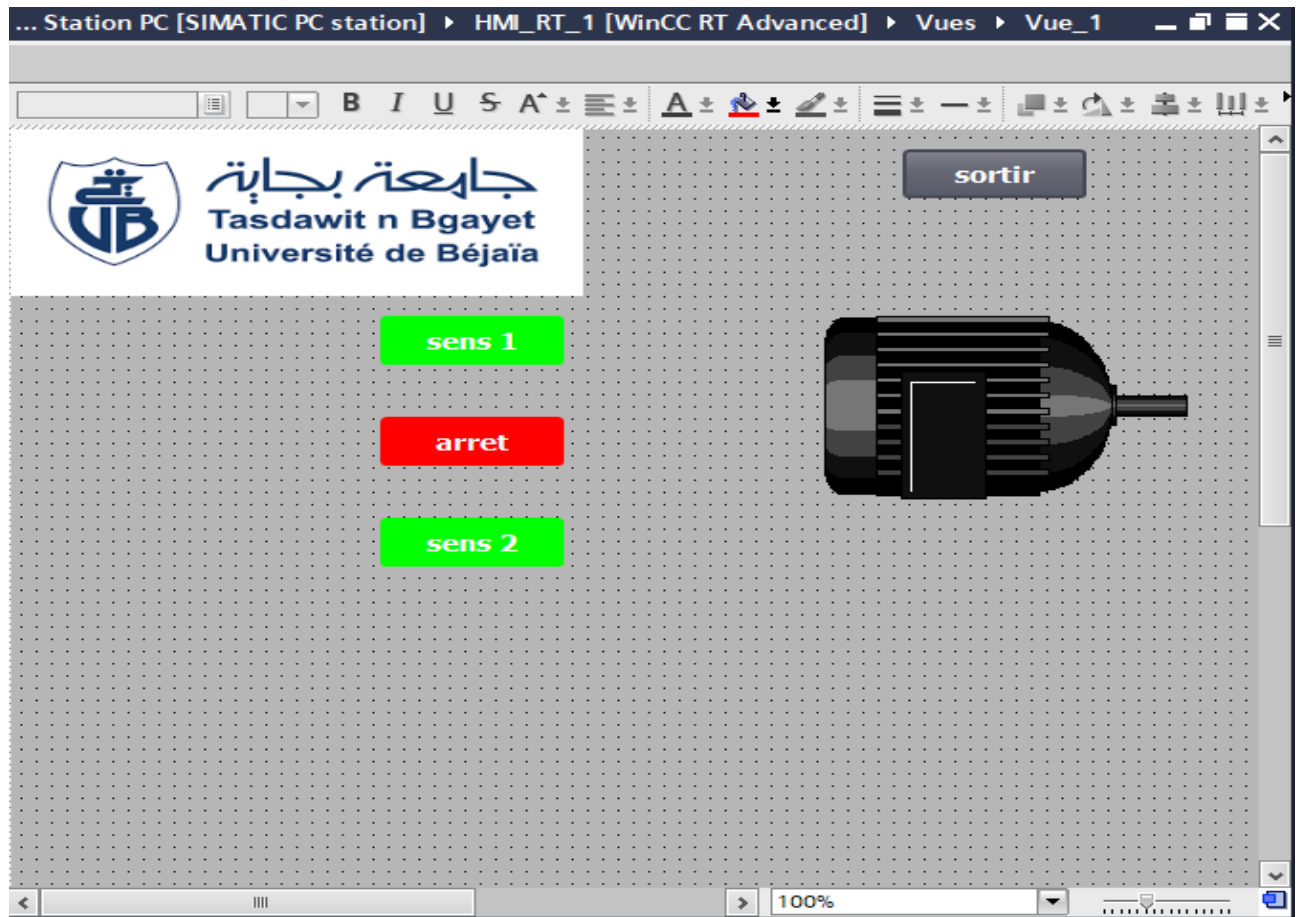 ... Station PC [SIMATIC PC station] ▸ HMI_RT_1 [WinCC RT Advanced] ▸ Vues ▸ Vue_1
B I U S A A
جامعة بجاية
Tasdawit n Bgayet
Université de Béjaïa
UB
sortir
sens 1
arret
sens 2
100%